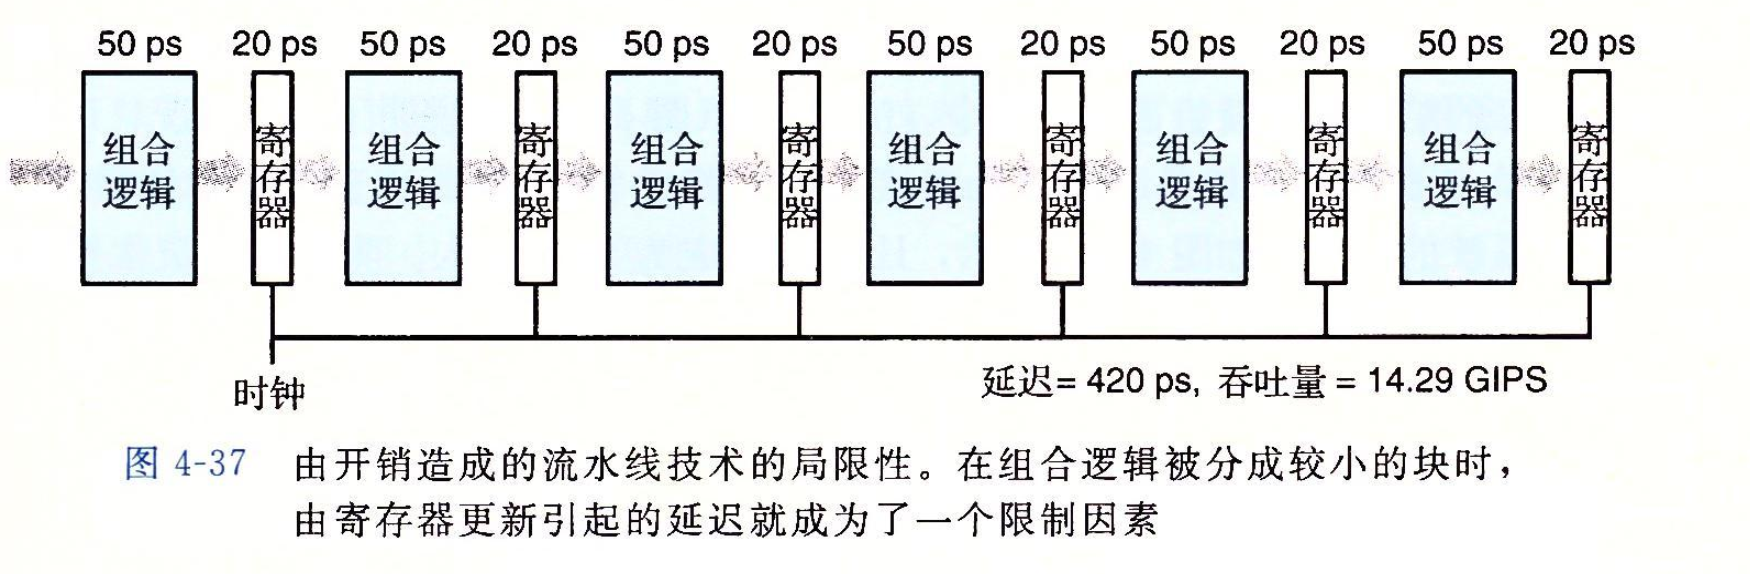 50 ps 20 ps 50 ps 20 ps 50 ps 20 ps 50 ps 20 ps 50 ps 20 ps 50 ps 20 ps
组合逻辑
寄存器
组合逻辑
寄存器
组合逻辑
寄存器
组合逻辑
寄存器
组合逻辑
寄存器
组合逻辑
寄存器
时钟
延迟= 420 ps, 吞吐量 = 14.29 GIPS
图 4-37 由开销造成的流水线技术的局限性。在组合逻辑被分成较小的块时，
由寄存器更新引起的延迟就成为了一个限制因素